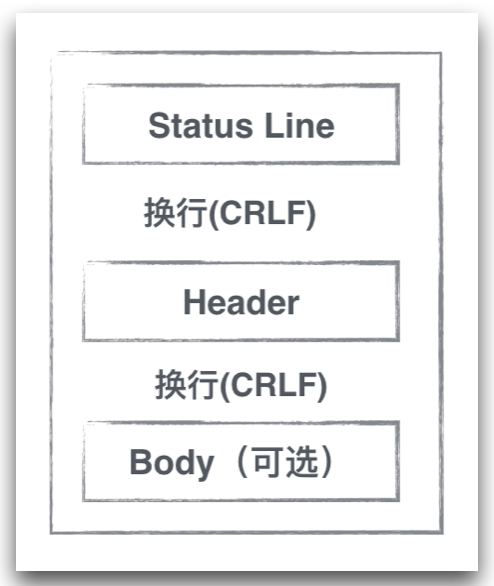 Status Line
换行(CRLF)
Header
换行(CRLF)
Body（可选）